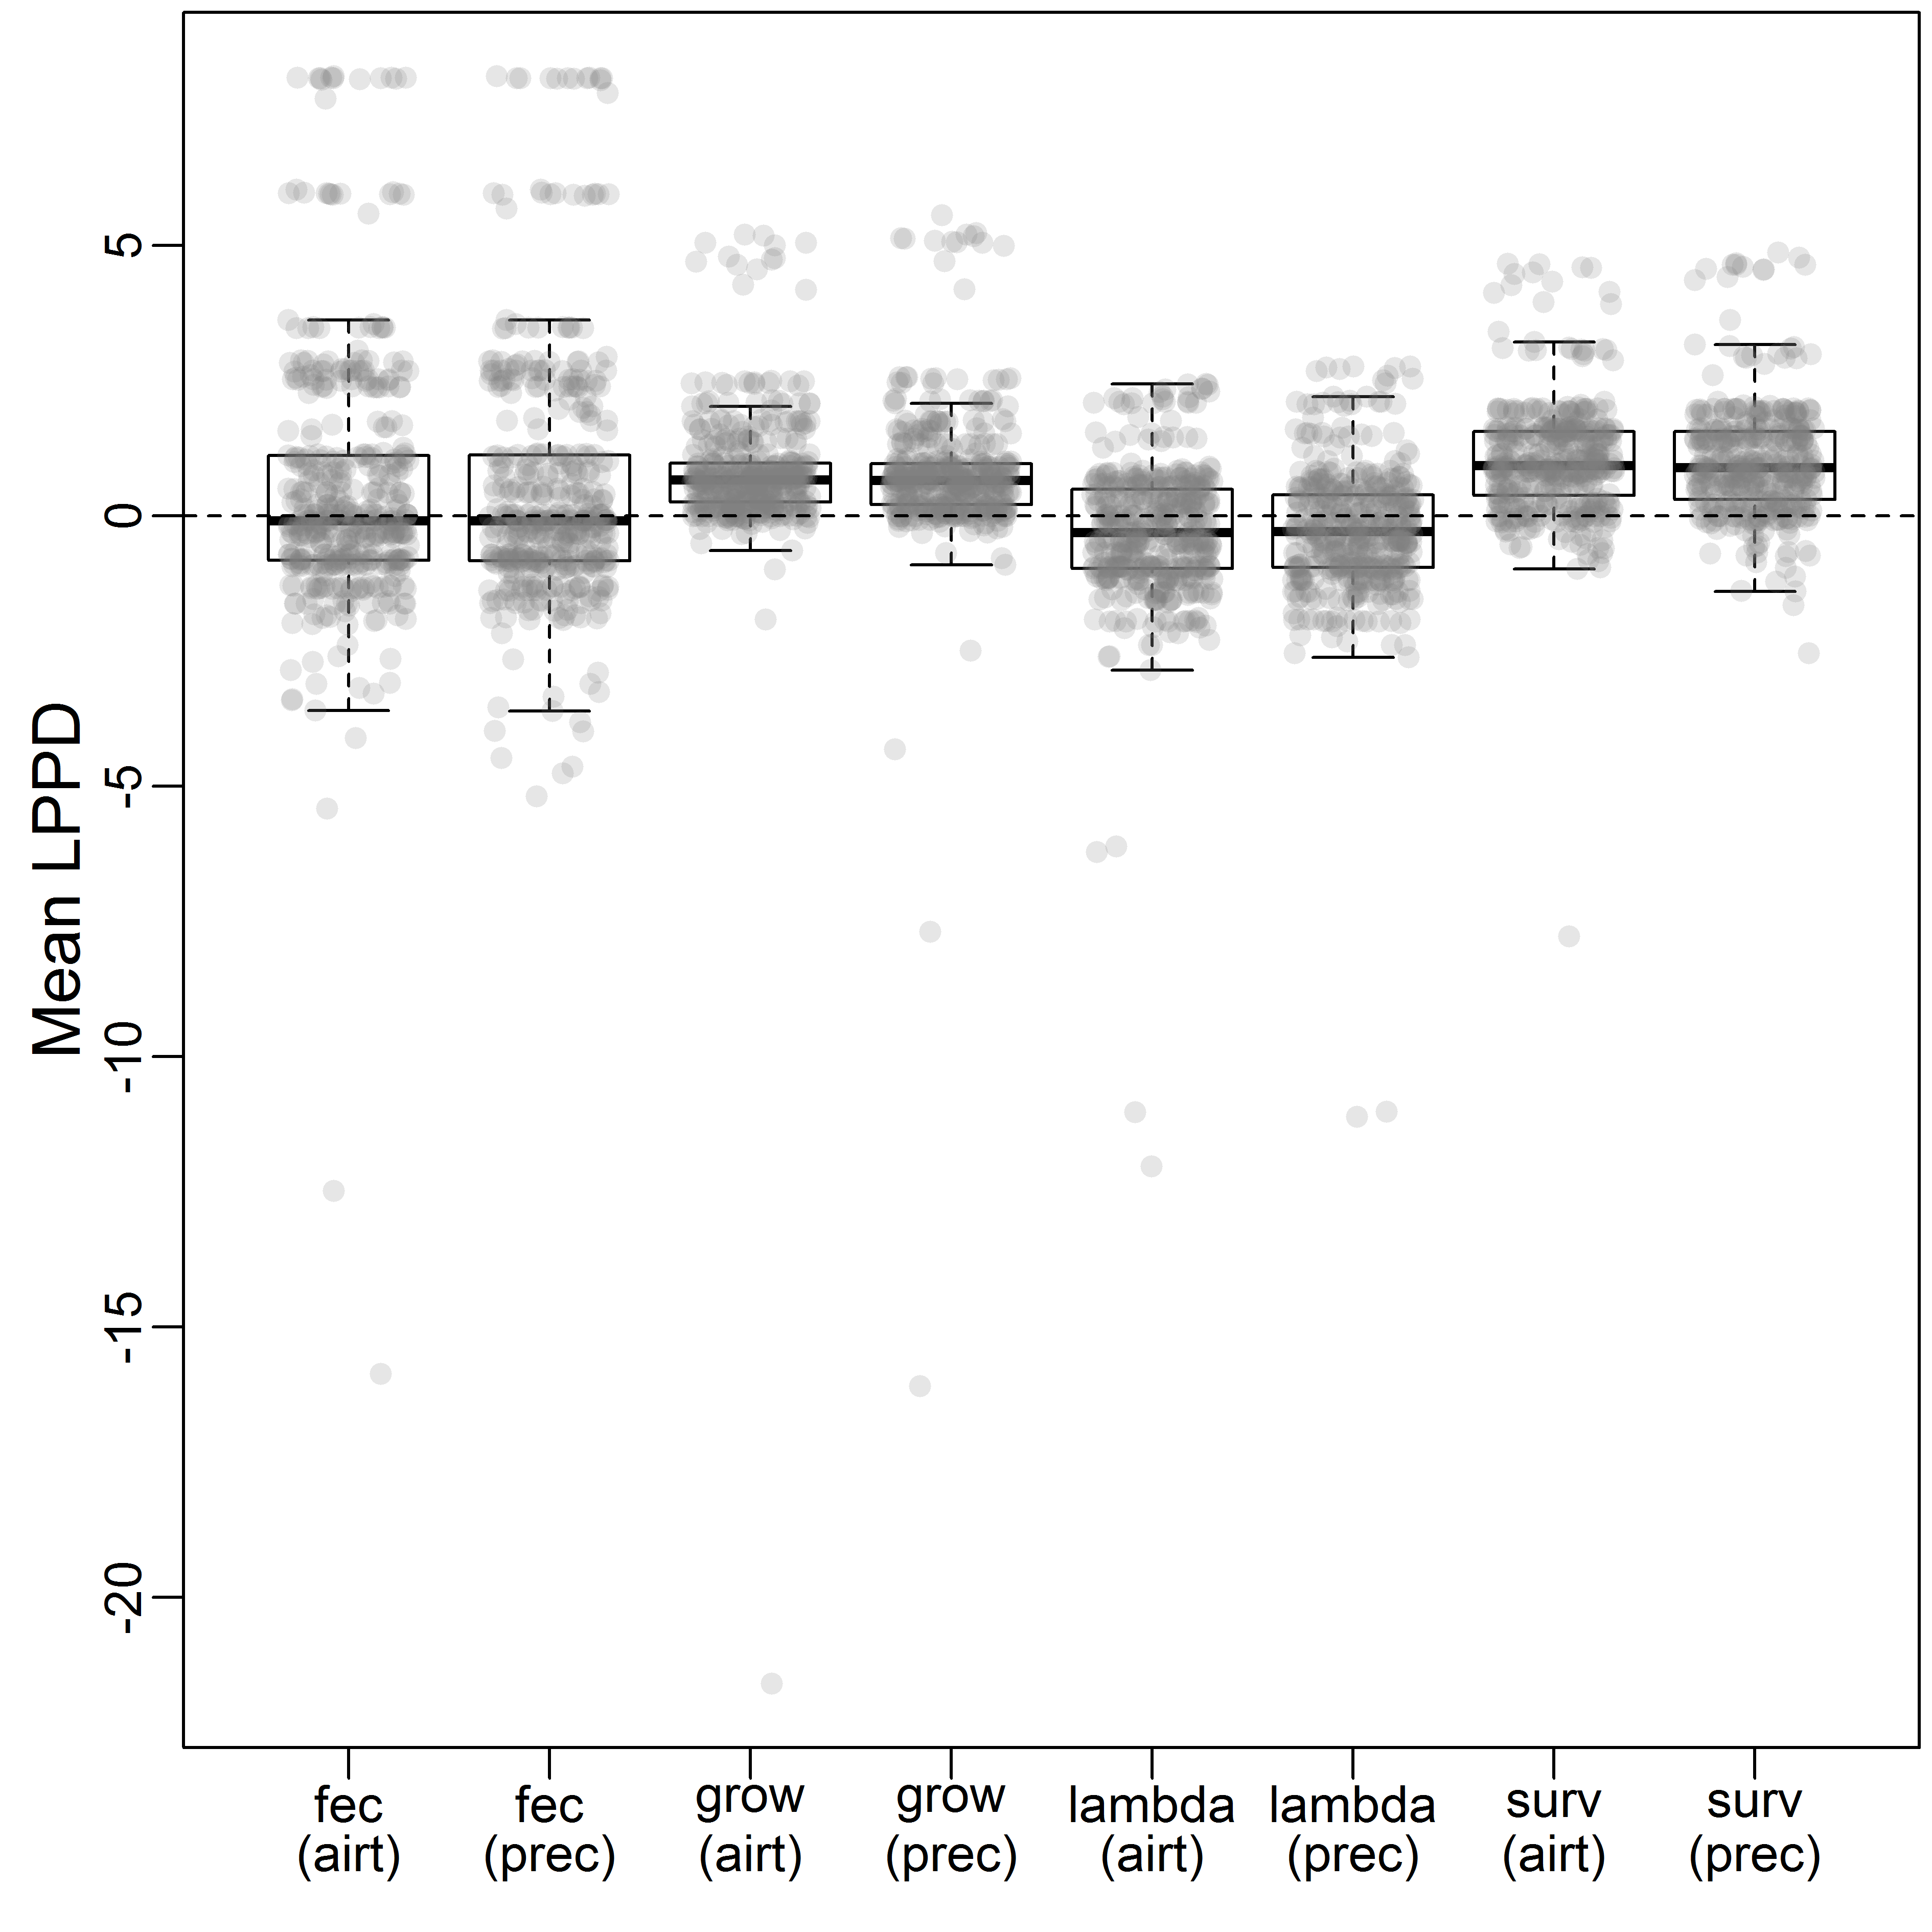 Mean LPPD
5
0
-5
-10
-15
-20
fec
(airt)
fec
(prec)
grow
(airt)
grow
(prec)
lambda
(airt)
lambda
(prec)
surv
(airt)
surv
(prec)